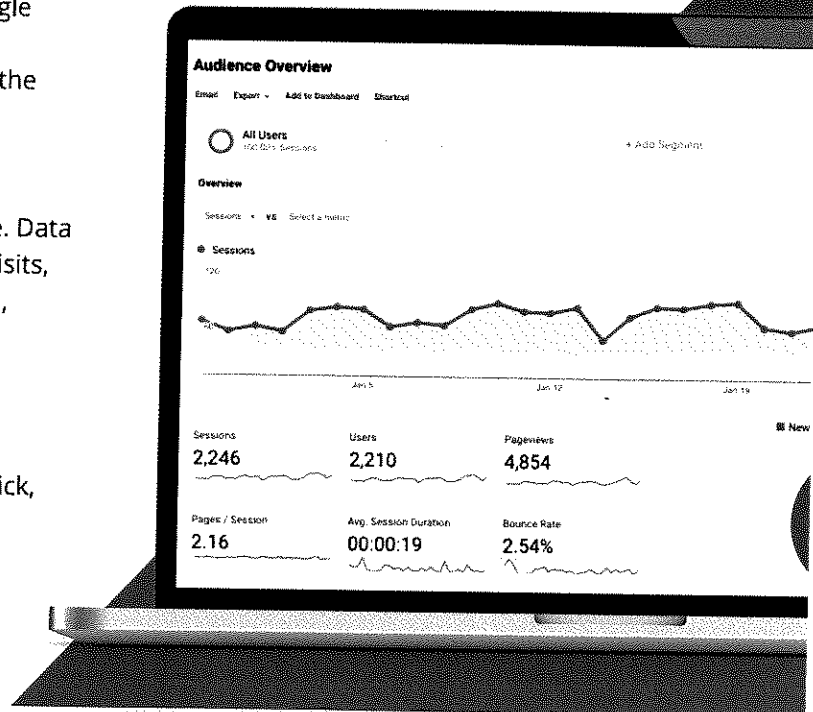 gle
the
e. Data
isits,
,
ick,
Audience Overview
Email Export Add to Dashboard Shortcut
All Users
Sessions
+ Add Segment
Overview
Sessions VS Select a metric
Sessions
120
Jan 5 Jan 12 Jan 19
New
Sessions Users Pageviews
2,246 2,210 4,854
Pages / Session Avg. Session Duration Bounce Rate
2.16 00:00:19 2.54%